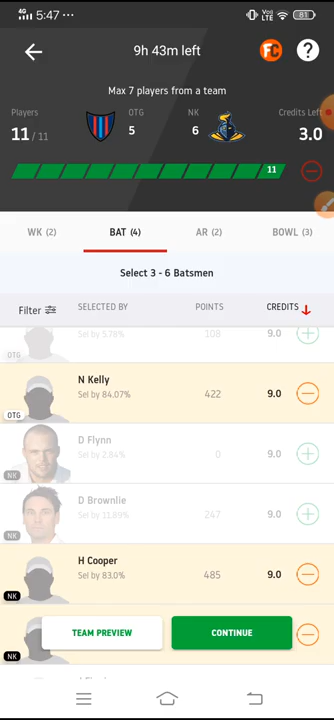 4G 5:47 ••• Vo) LTE 81
9h 43m left
FC ?
Max 7 players from a team
Players OTG NK Credits Left
11 / 11 5 6 3.0
11
WK (2) BAT (4) AR (2) BOWL (3)
Select 3 - 6 Batsmen
Filter SELECTED BY POINTS CREDITS
Sel by 5.79% 108 9.0
OTG
N Kelly
Sel by 84.07% 422 9.0
OTG
D Flynn
Sel by 2.84% 0 9.0
NK
D Brownlie
Sel by 11.89% 247 9.0
NK
H Cooper
Sel by 83.0% 485 9.0
NK
TEAM PREVIEW CONTINUE
NK